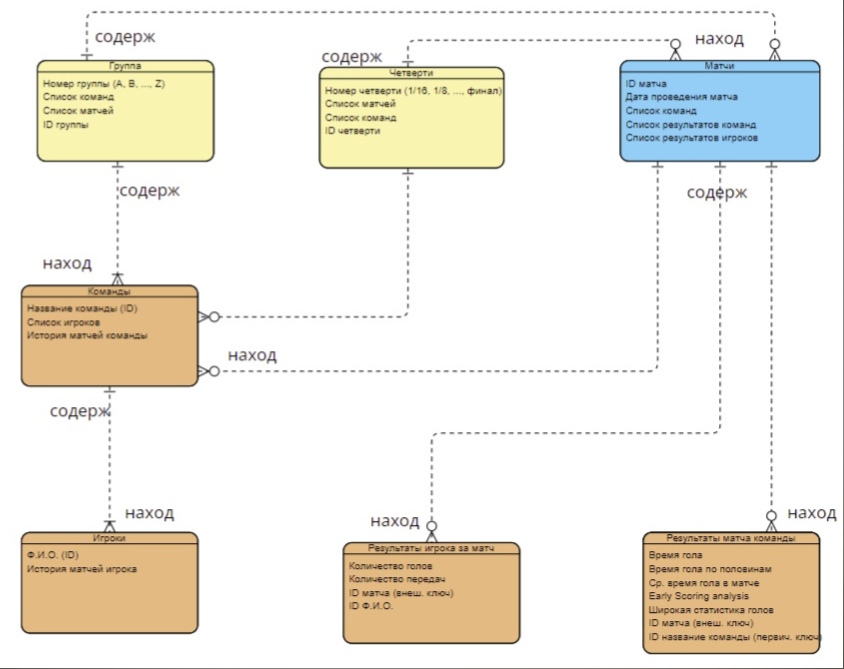 содерж
наход
содерж
Группа
Номер группы (A, B, ..., Z)
Список команд
Список матчей
ID группы
Четверти
Номер четверти (1/16, 1/8, ..., финал)
Список матчей
Список команд
ID четверти
Матчи
ID матча
Дата проведения матча
Список команд
Список результатов команд
Список результатов игроков
содерж
содерж
наход
Команды
Название команды (ID)
Список игроков
История матчей команды
наход
содерж
наход
Игроки
Ф.И.О. (ID)
История матчей игрока
наход
Результаты игрока за матч
Количество голов
Количество передач
ID матча (внеш. ключ)
ID Ф.И.О.
наход
Результаты матча команды
Время гола
Время гола по половинам
Ср. время гола в матче
Early Scoring analysis
Широкая статистика голов
ID матча (внеш. ключ)
ID название команды (первич. ключ)